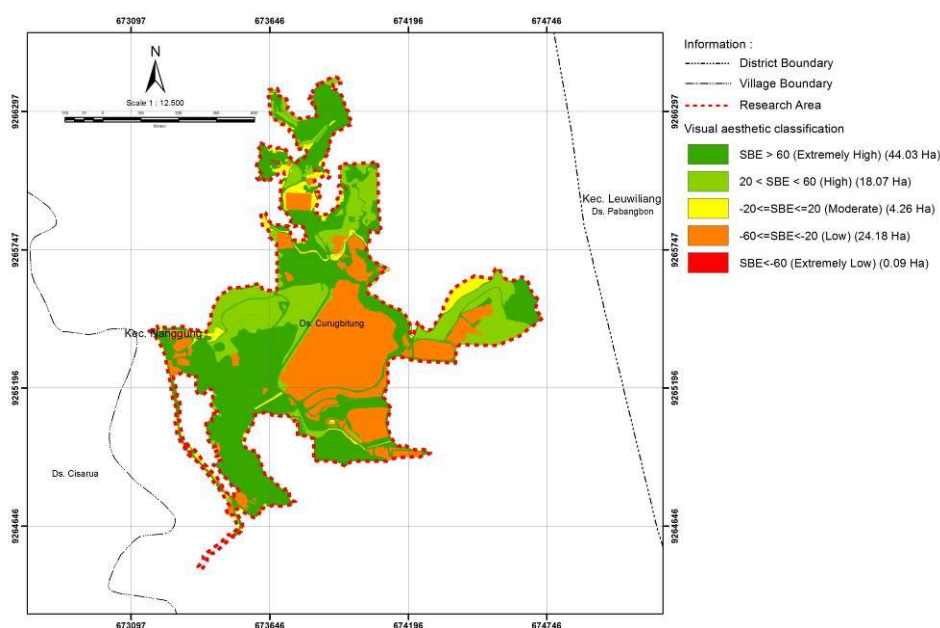 673097 673646 674196 674746
N
Scale 1 : 12.500
Meters
9266297 9266297
9265747 9265747
9265196 9265196
9264646 9264646
Kec. Leuwiliang
Ds. Pabangbon
Ds. Curugbitung
Kec. Nanggung
Ds. Cisarua
673097 673646 674196 674746
Information :
District Boundary
Village Boundary
Research Area
Visual aesthetic classification
SBE > 60 (Extremely High) (44.03 Ha)
20 < SBE < 60 (High) (18.07 Ha)
-20<=SBE<=20 (Moderate) (4.26 Ha)
-60<=SBE<-20 (Low) (24.18 Ha)
SBE<-60 (Extremely Low) (0.09 Ha)